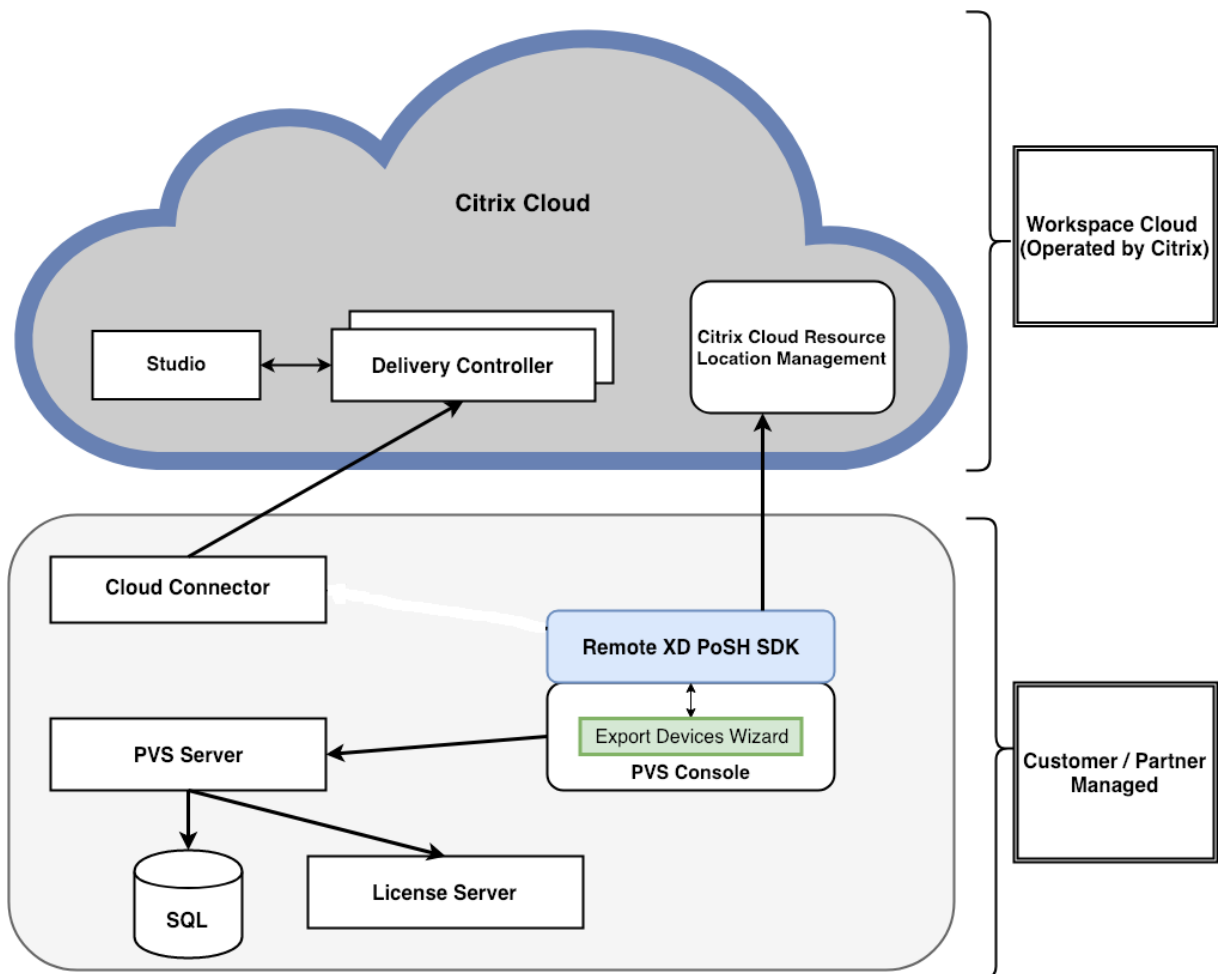 Citrix Cloud
Workspace Cloud
(Operated by Citrix)
Studio
Delivery Controller
Citrix Cloud Resource
Location Management
Cloud Connector
Remote XD PoSH SDK
Export Devices Wizard
PVS Console
PVS Server
Customer / Partner
Managed
SQL
License Server